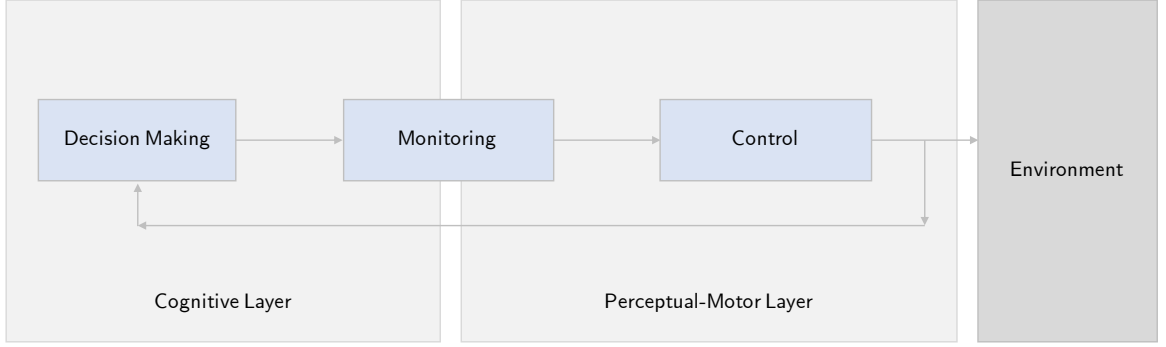 Decision Making
Monitoring
Control
Environment
Cognitive Layer
Perceptual-Motor Layer